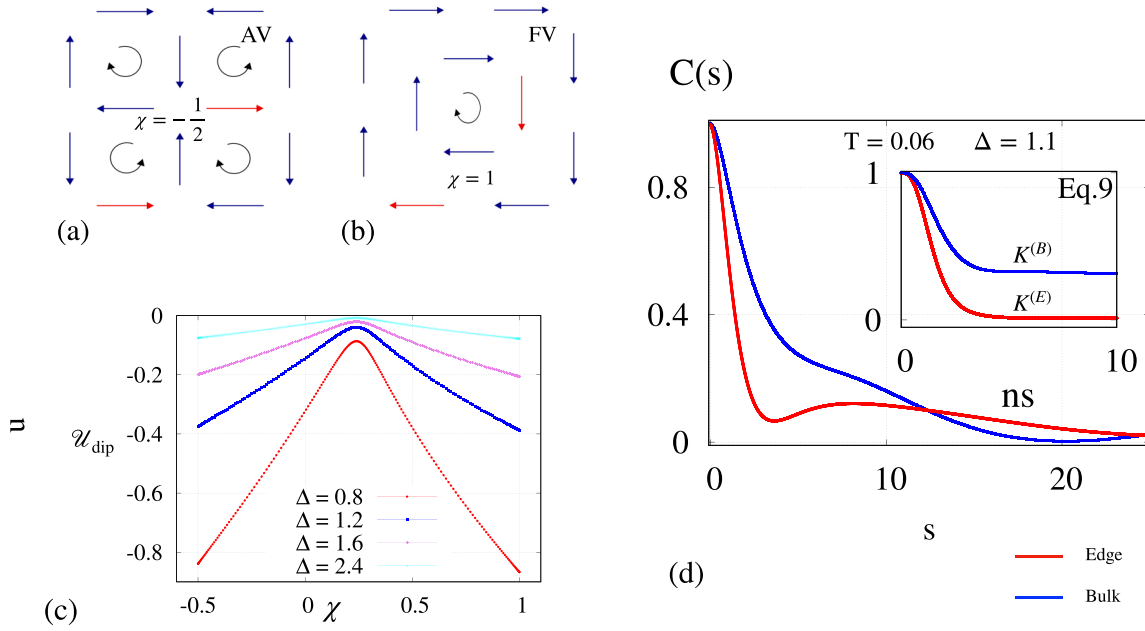 AV
χ = − 1/2
(a)
FV
χ = 1
(b)
u
𝒰dip
0
-0.2
-0.4
-0.6
-0.8
Δ = 0.8
Δ = 1.2
Δ = 1.6
Δ = 2.4
-0.5
0
χ
0.5
1
(c)
C(s)
T = 0.06
Δ = 1.1
0.8
0.4
0
1
Eq.9
K(B)
K(E)
0
0
10
ns
0
10
20
s
(d)
Edge
Bulk